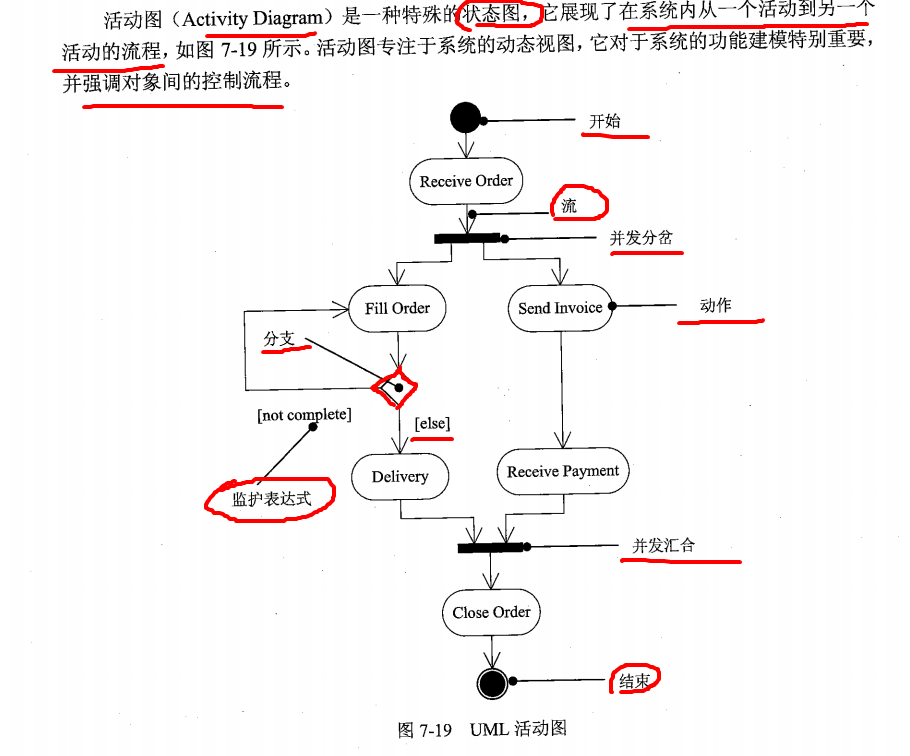 活动图（Activity Diagram）是一种特殊的状态图，它展现了在系统内从一个活动到另一个
活动的流程，如图 7-19 所示。活动图专注于系统的动态视图，它对于系统的功能建模特别重要，
并强调对象间的控制流程。
开始
Receive Order
流
并发分岔
Fill Order
Send Invoice
动作
分支
[not complete]
[else]
Delivery
Receive Payment
监护表达式
并发汇合
Close Order
结束
图 7-19 UML 活动图